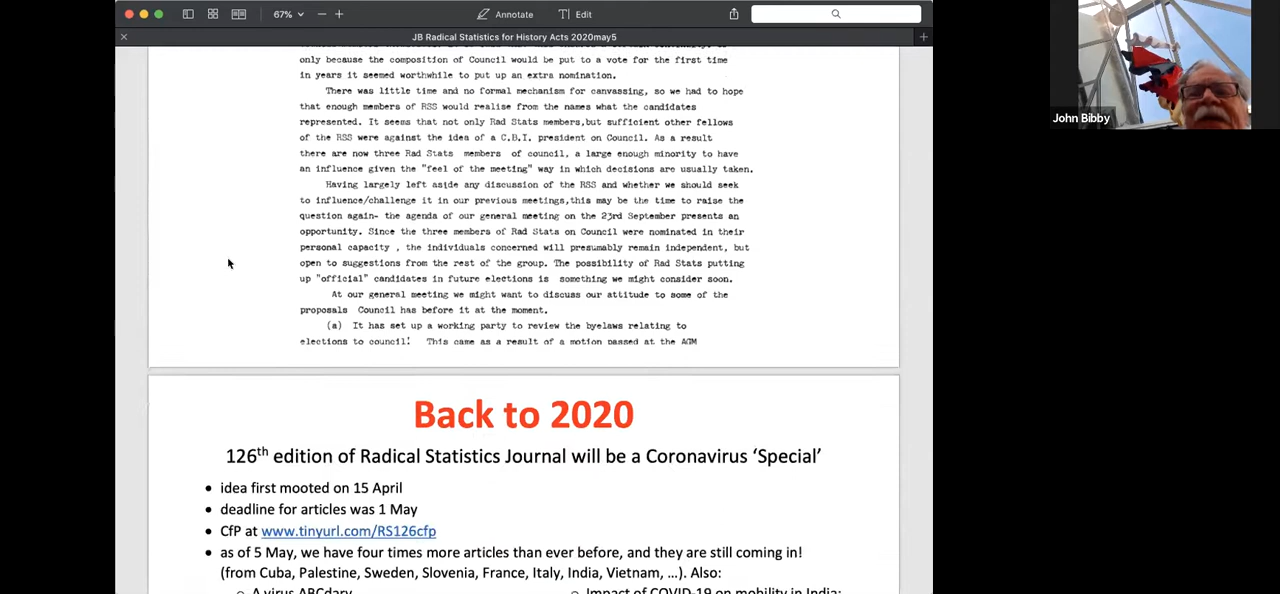 67%
Annotate
Edit
JB Radical Statistics for History Acts 2020may5
only because the composition of Council would be put to a vote for the first time
in years it seemed worthwhile to put up an extra nomination.
There was little time and no formal mechanism for canvassing, so we had to hope
that enough members of RSS would realise from the names what the candidates
represented. It seems that not only Rad Stats members,but sufficient other fellows
of the RSS were against the idea of a C.B.I. president on Council. As a result
there are now three Rad Stats members of council, a large enough minority to have
an influence given the "feel of the meeting" way in which decisions are usually taken.
Having largely left aside any discussion of the RSS and whether we should seek
to influence/challenge it in our previous meetings,this may be the time to raise the
question again- the agenda of our general meeting on the 23rd September presents an
opportunity. Since the three members of Rad Stats on Council were nominated in their
personal capacity , the individuals concerned will presumably remain independent, but
open to suggestions from the rest of the group. The possibility of Rad Stats putting
up "official" candidates in future elections is something we might consider soon.
At our general meeting we might want to discuss our attitude to some of the
proposals Council has before it at the moment.
(a) It has set up a working party to review the byelaws relating to
elections to council! This came as a result of a motion passed at the AGM
Back to 2020
126th edition of Radical Statistics Journal will be a Coronavirus ‘Special’
• idea first mooted on 15 April
• deadline for articles was 1 May
• CfP at www.tinyurl.com/RS126cfp
• as of 5 May, we have four times more articles than ever before, and they are still coming in!
(from Cuba, Palestine, Sweden, Slovenia, France, Italy, India, Vietnam, …). Also:
○ A virus ABCdary
○ Impact of COVID-19 on mobility in India:
John Bibby